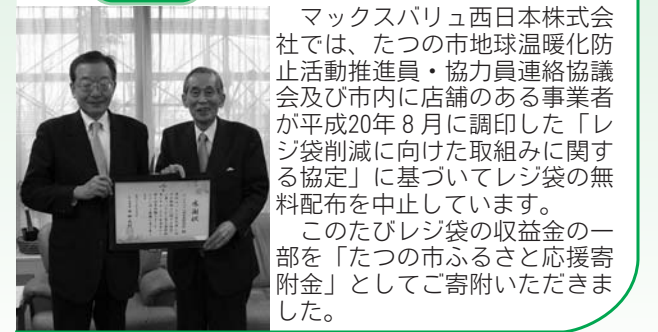 マックスバリュ西日本株式会
社では、たつの市地球温暖化防
止活動推進員・協力員連絡協議
会及び市内に店舗のある事業者
が平成20年８月に調印した「レ
ジ袋削減に向けた取組みに関す
る協定」に基づいてレジ袋の無
料配布を中止しています。
　このたびレジ袋の収益金の一
部を「たつの市ふるさと応援寄
附金」としてご寄附いただきま
した。
感謝状